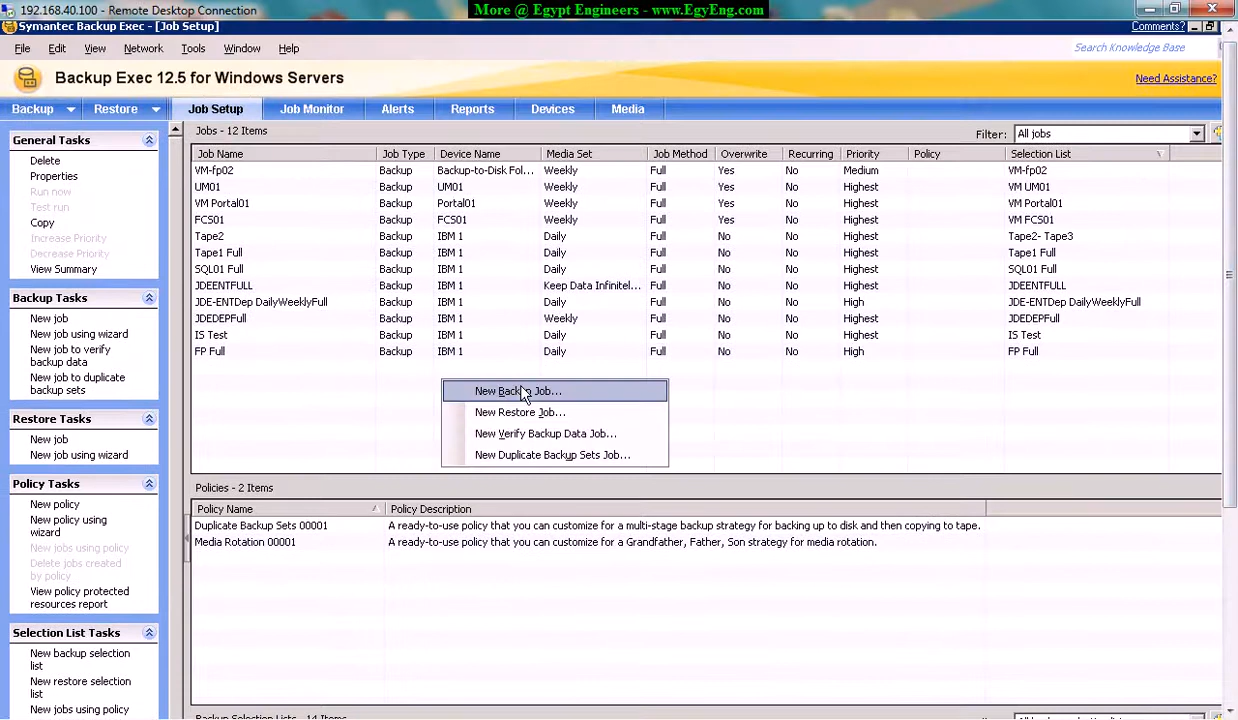 192.168.40.100 - Remote Desktop Connection
More @ Egypt Engineers - www.EgyEng.com
Symantec Backup Exec - [Job Setup]
Comments?
File Edit View Network Tools Window Help
Search Knowledge Base
Backup Exec 12.5 for Windows Servers
Need Assistance?
Backup Restore Job Setup Job Monitor Alerts Reports Devices Media
General Tasks
Delete
Properties
Run now
Test run
Copy
Increase Priority
Decrease Priority
View Summary
Backup Tasks
New job
New job using wizard
New job to verify
backup data
New job to duplicate
backup sets
Restore Tasks
New job
New job using wizard
Policy Tasks
New policy
New policy using
wizard
New jobs using policy
Delete jobs created
by policy
View policy protected
resources report
Selection List Tasks
New backup selection
list
New restore selection
list
New jobs using policy
Jobs - 12 Items
Filter: All jobs
Job Name Job Type Device Name Media Set Job Method Overwrite Recurring Priority Policy Selection List
VM-fp02 Backup Backup-to-Disk Fol... Weekly Full Yes No Medium VM-fp02
UM01 Backup UM01 Weekly Full Yes No Highest VM UM01
VM Portal01 Backup Portal01 Weekly Full Yes No Highest VM Portal01
FCS01 Backup FCS01 Weekly Full Yes No Highest VM FCS01
Tape2 Backup IBM 1 Daily Full No No Highest Tape2- Tape3
Tape1 Full Backup IBM 1 Daily Full No No Highest Tape1 Full
SQL01 Full Backup IBM 1 Daily Full No No Highest SQL01 Full
JDEENTFULL Backup IBM 1 Keep Data Infinitel... Full No No Highest JDEENTFULL
JDE-ENTDep DailyWeeklyFull Backup IBM 1 Daily Full No No High JDE-ENTDep DailyWeeklyFull
JDEDEPFull Backup IBM 1 Weekly Full No No Highest JDEDEPFull
IS Test Backup IBM 1 Daily Full No No Highest IS Test
FP Full Backup IBM 1 Daily Full No No High FP Full
New Backup Job...
New Restore Job...
New Verify Backup Data Job...
New Duplicate Backup Sets Job...
Policies - 2 Items
Policy Name Policy Description
Duplicate Backup Sets 00001 A ready-to-use policy that you can customize for a multi-stage backup strategy for backing up to disk and then copying to tape.
Media Rotation 00001 A ready-to-use policy that you can customize for a Grandfather, Father, Son strategy for media rotation.
Backup Selection Lists - 14 Items